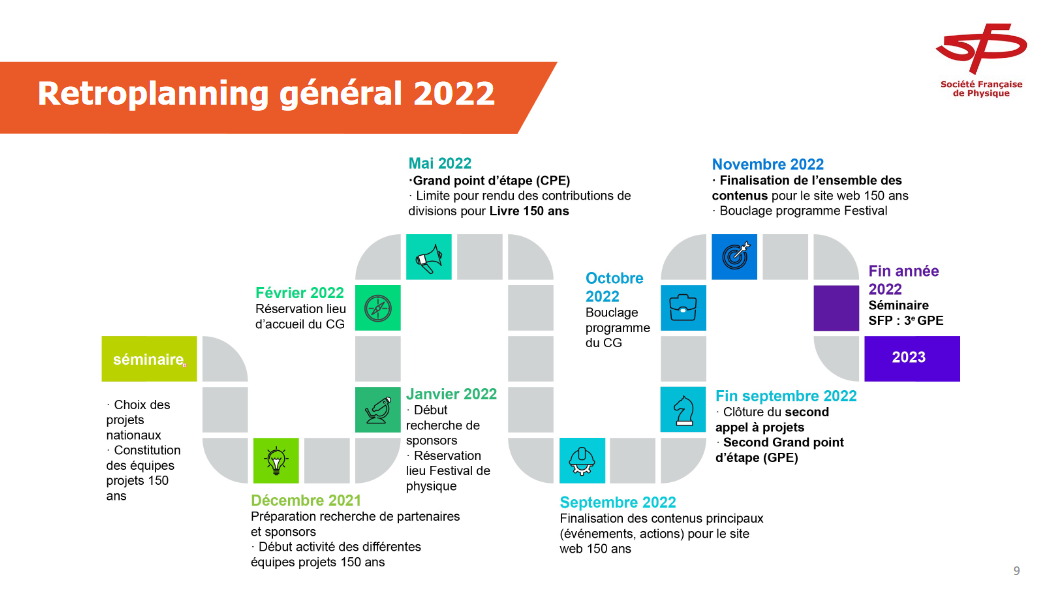 Société Française
de Physique
Retroplanning général 2022
séminaire
· Choix des
projets
nationaux
· Constitution
des équipes
projets 150
ans
Décembre 2021
Préparation recherche de partenaires
et sponsors
· Début activité des différentes
équipes projets 150 ans
Janvier 2022
· Début
recherche de
sponsors
· Réservation
lieu Festival de
physique
Février 2022
Réservation lieu
d’accueil du CG
Mai 2022
·Grand point d’étape (CPE)
· Limite pour rendu des contributions de
divisions pour Livre 150 ans
Septembre 2022
Finalisation des contenus principaux
(événements, actions) pour le site
web 150 ans
Fin septembre 2022
· Clôture du second
appel à projets
· Second Grand point
d’étape (GPE)
Octobre
2022
Bouclage
programme
du CG
Novembre 2022
· Finalisation de l’ensemble des
contenus pour le site web 150 ans
· Bouclage programme Festival
Fin année
2022
Séminaire
SFP : 3e GPE
2023
9